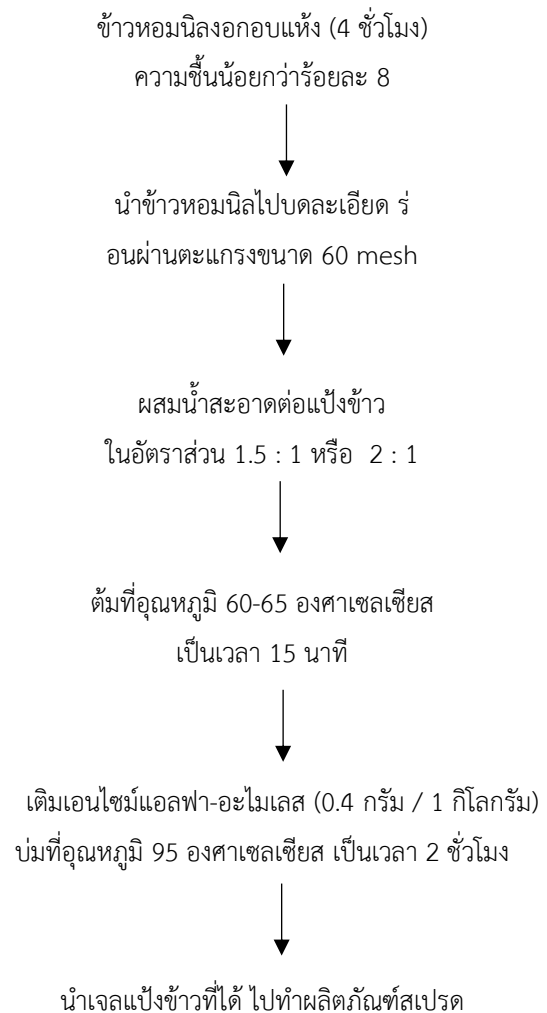 ข้าวหอมนิลงอกอบแห้ง (4 ชั่วโมง)
ความชื้นน้อยกว่าร้อยละ 8
นำข้าวหอมนิลไปบดละเอียด ร่
อนผ่านตะแกรงขนาด 60 mesh
ผสมน้ำสะอาดต่อแป้งข้าว
ในอัตราส่วน 1.5 : 1 หรือ 2 : 1
ต้มที่อุณหภูมิ 60-65 องศาเซลเซียส
เป็นเวลา 15 นาที
เติมเอนไซม์แอลฟา-อะไมเลส (0.4 กรัม / 1 กิโลกรัม)
บ่มที่อุณหภูมิ 95 องศาเซลเซียส เป็นเวลา 2 ชั่วโมง
นำเจลแป้งข้าวที่ได้ ไปทำผลิตภัณฑ์สเปรด